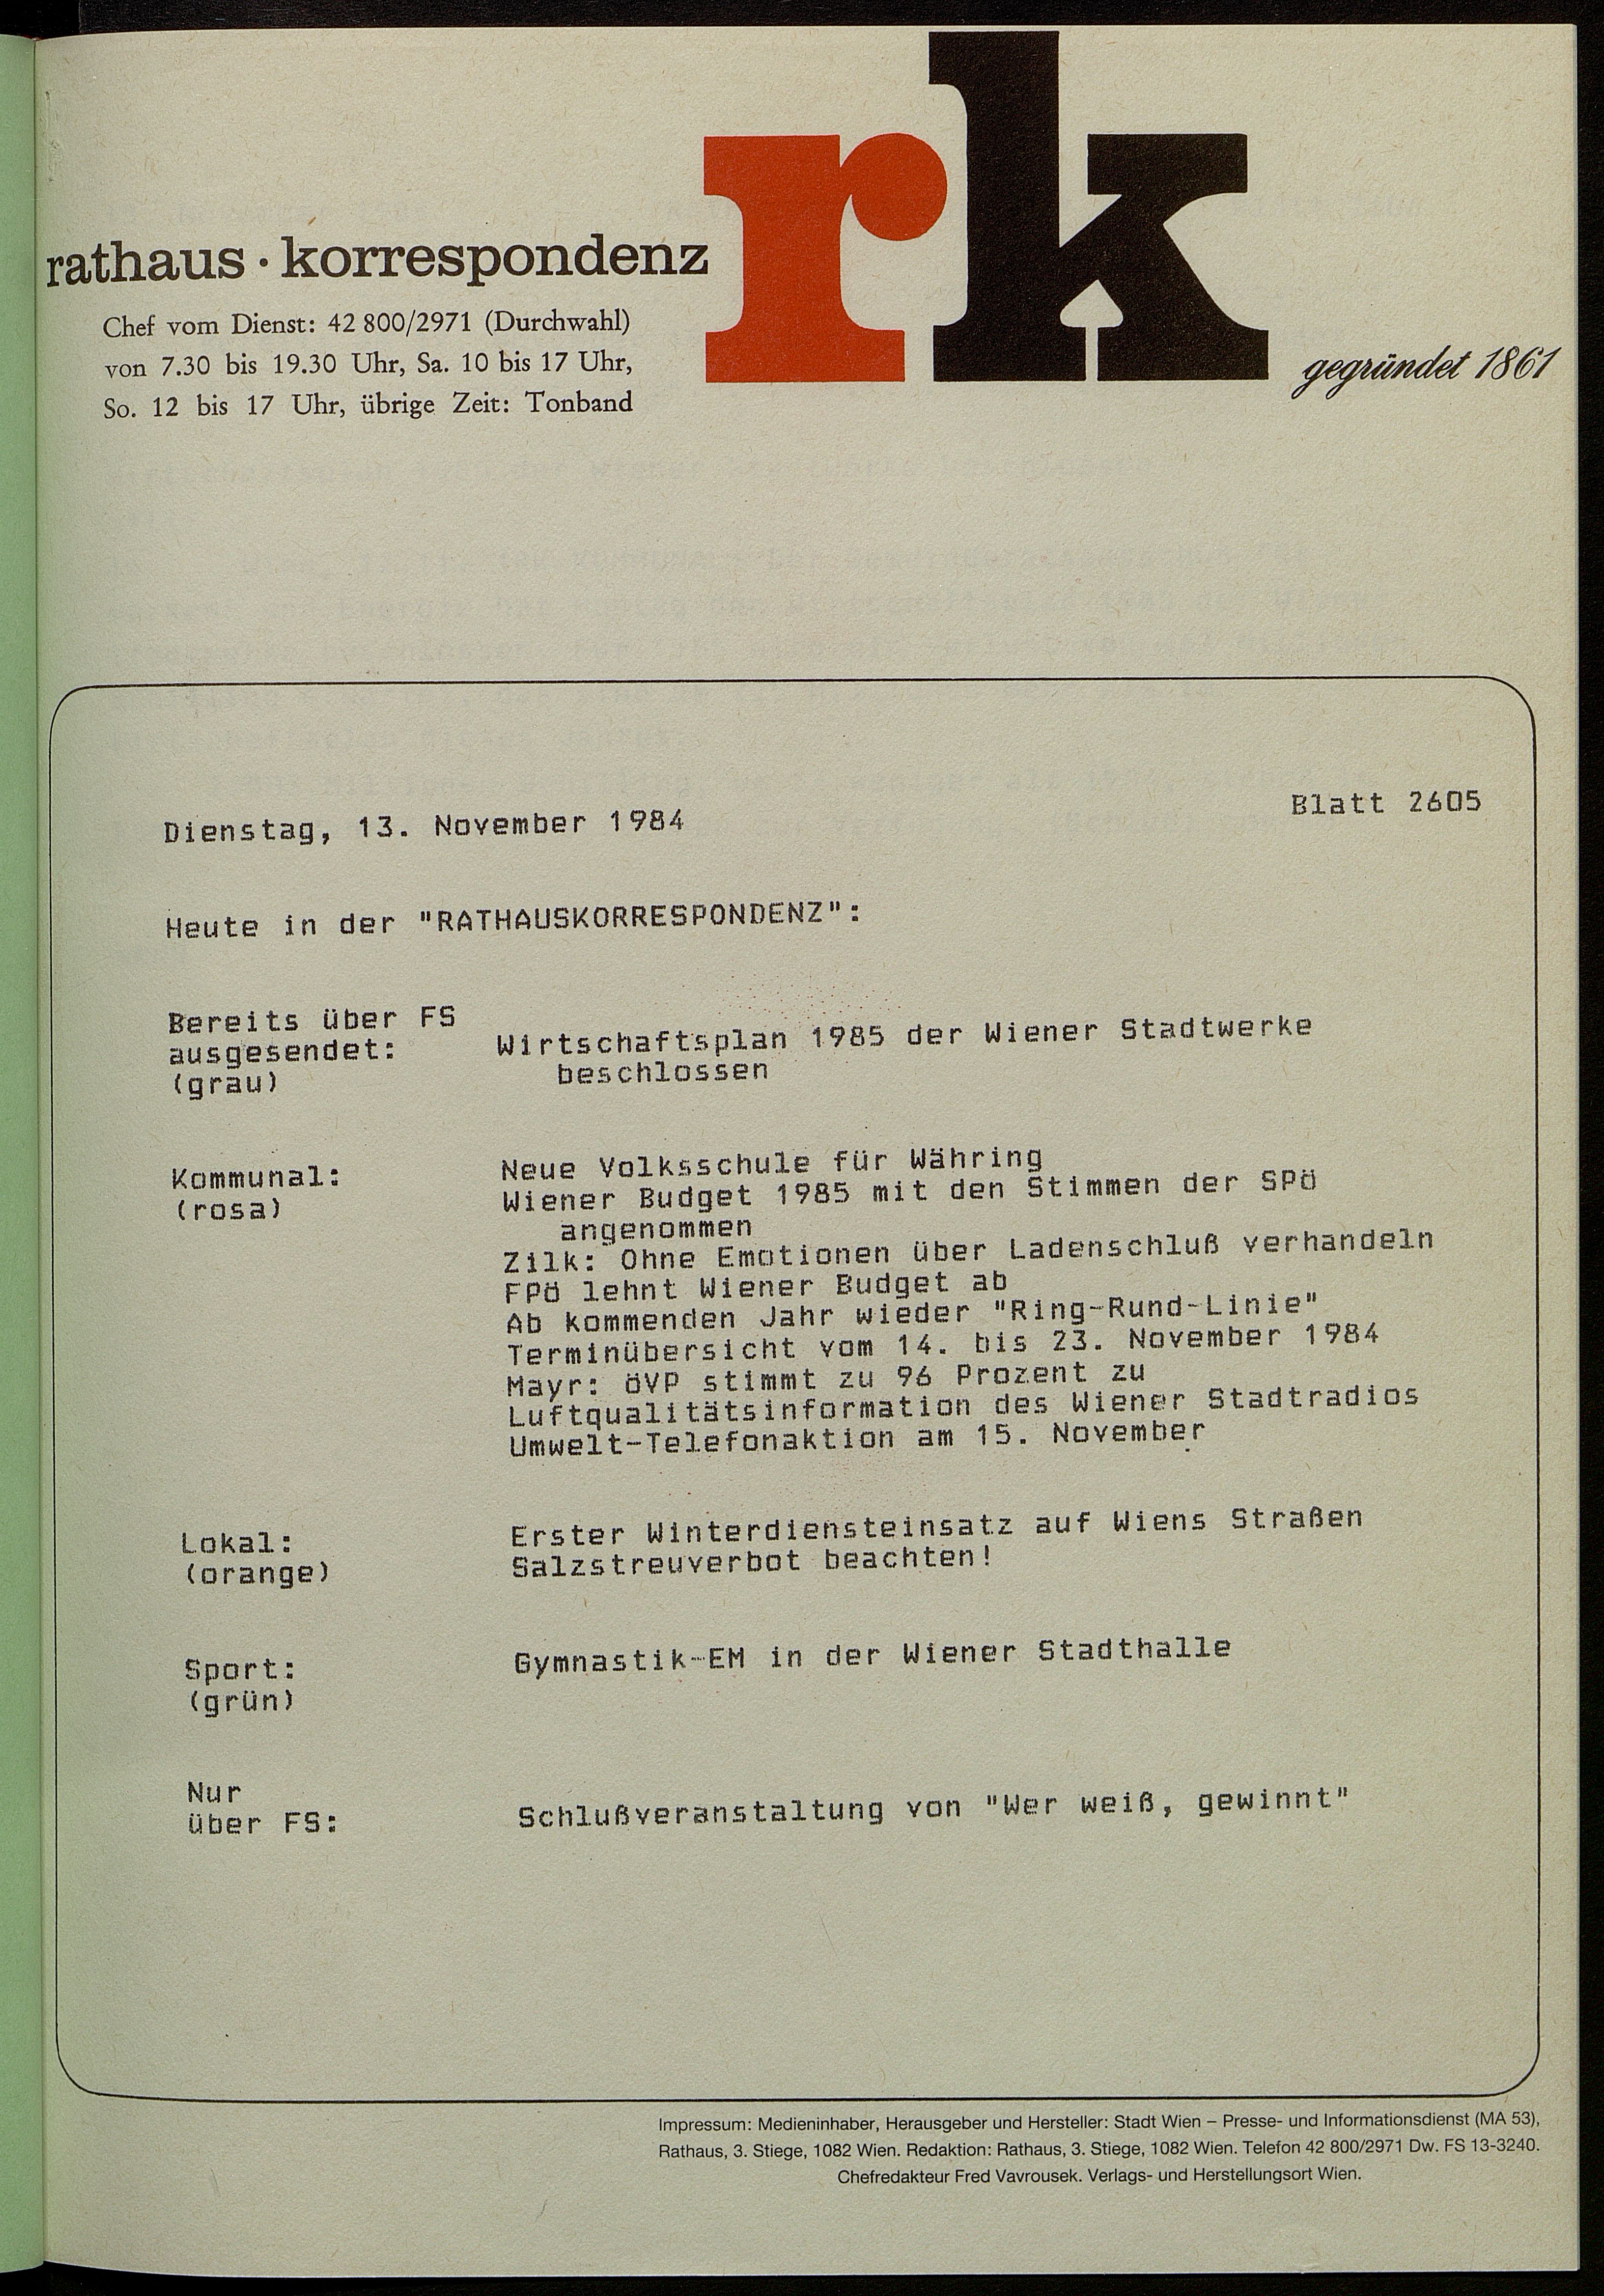 rk
rathaus · korrespondenz
Chef vom Dienst: 42 800/2971 (Durchwahl)
von 7.30 bis 19.30 Uhr, Sa. 10 bis 17 Uhr,
So. 12 bis 17 Uhr, übrige Zeit: Tonband
gegründet 1861
Blatt 2605
Dienstag, 13. November 1984
Heute in der "RATHAUSKORRESPONDENZ":
Bereits über FS
ausgesendet:
(grau)
Wirtschaftsplan 1985 der Wiener Stadtwerke
beschlossen
Kommunal:
(rosa)
Neue Volksschule für Währing
Wiener Budget 1985 mit den Stimmen der SPö
angenommen
Zilk: Ohne Emotionen über Ladenschluß verhandeln
FPö lehnt Wiener Budget ab
Ab kommenden Jahr wieder "Ring-Rund-Linie"
Terminübersicht vom 14. bis 23. November 1984
Mayr: öVP stimmt zu 96 Prozent zu
Luftqualitätsinformation des Wiener Stadtradios
Umwelt-Telefonaktion am 15. November
Lokal:
(orange)
Erster Winterdiensteinsatz auf Wiens Straßen
Salzstreuverbot beachten!
Sport:
(grün)
Gymnastik-EM in der Wiener Stadthalle
Nur
über FS:
Schlußveranstaltung von "Wer weiß, gewinnt"
Impressum: Medieninhaber, Herausgeber und Hersteller: Stadt Wien – Presse- und Informationsdienst (MA 53),
Rathaus, 3. Stiege, 1082 Wien. Redaktion: Rathaus, 3. Stiege, 1082 Wien. Telefon 42 800/2971 Dw. FS 13-3240.
Chefredakteur Fred Vavrousek. Verlags- und Herstellungsort Wien.